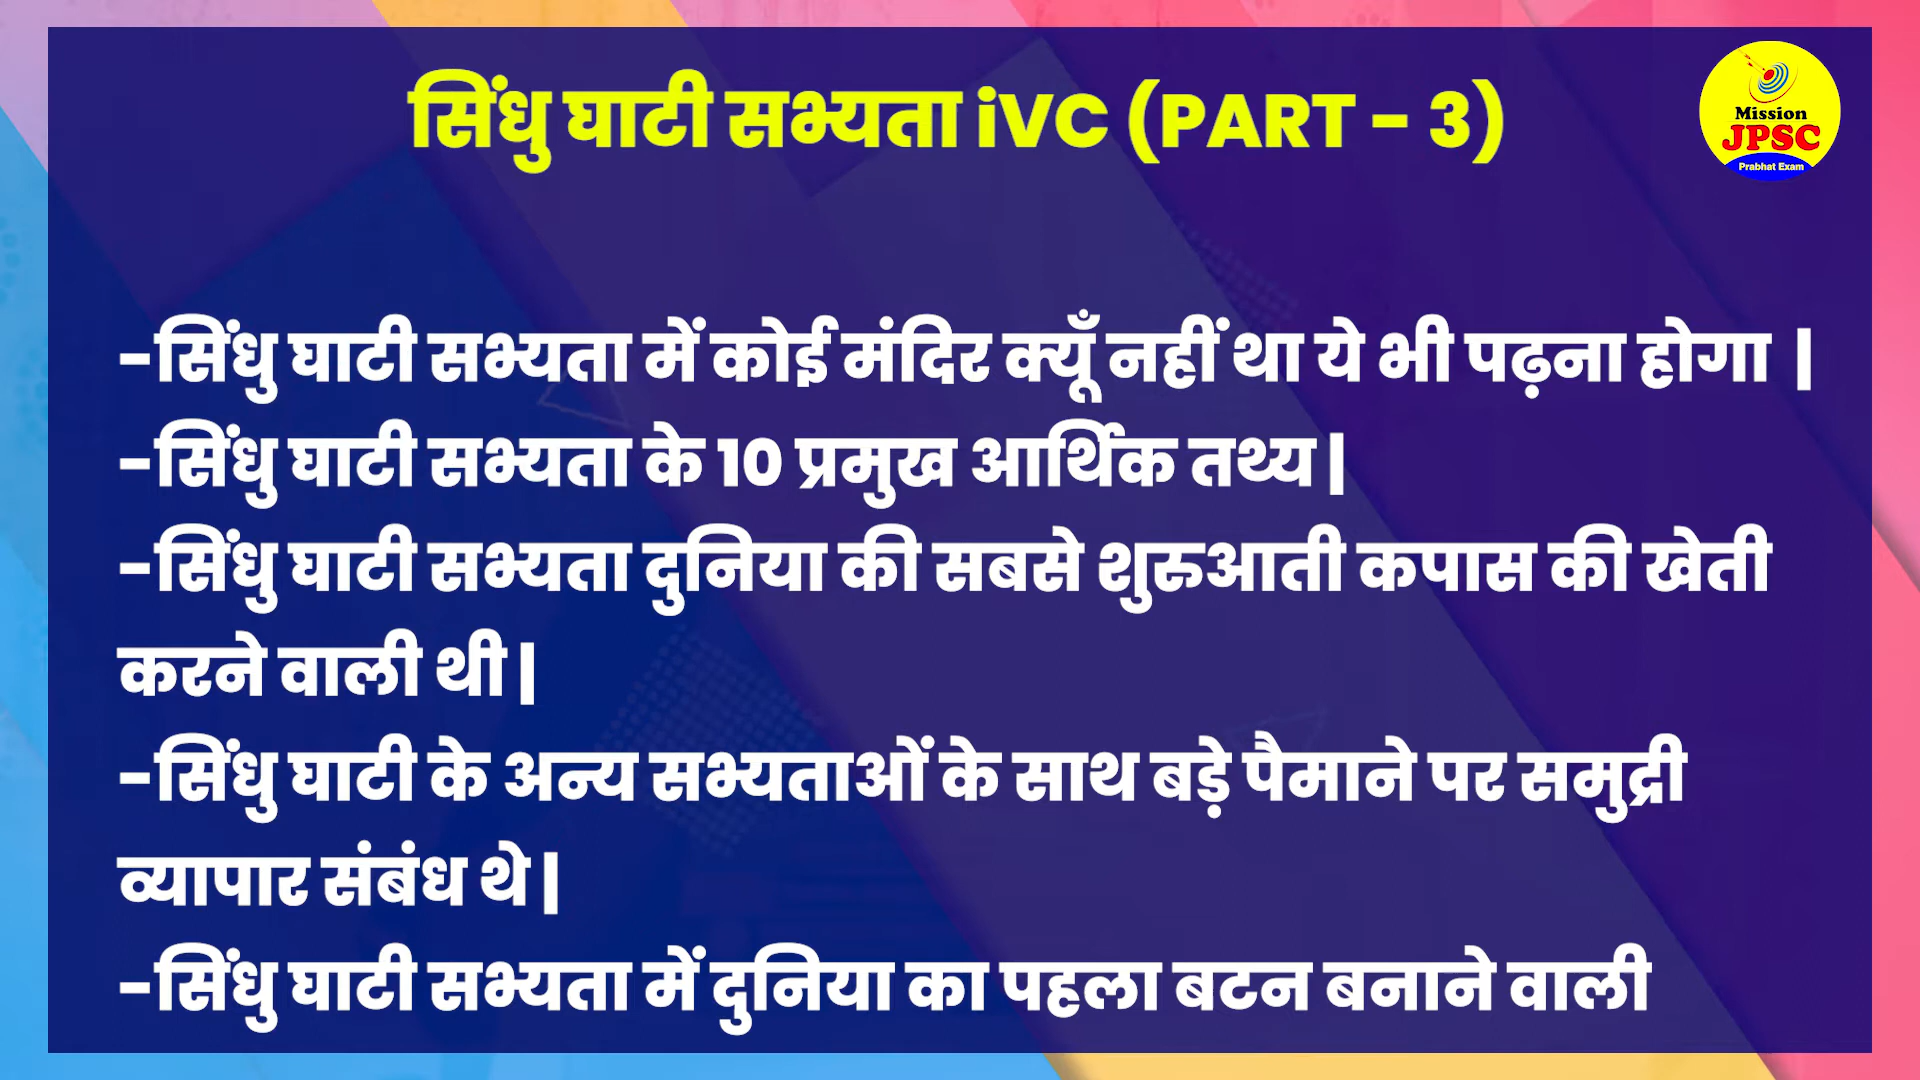 सिंधु घाटी सभ्यता iVC (PART - 3)
Mission
JPSC
Prabhat Exam
-सिंधु घाटी सभ्यता में कोई मंदिर क्यूँ नहीं था ये भी पढ़ना होगा |
-सिंधु घाटी सभ्यता के 10 प्रमुख आर्थिक तथ्य |
-सिंधु घाटी सभ्यता दुनिया की सबसे शुरुआती कपास की खेती
करने वाली थी |
-सिंधु घाटी के अन्य सभ्यताओं के साथ बड़े पैमाने पर समुद्री
व्यापार संबंध थे |
-सिंधु घाटी सभ्यता में दुनिया का पहला बटन बनाने वाली